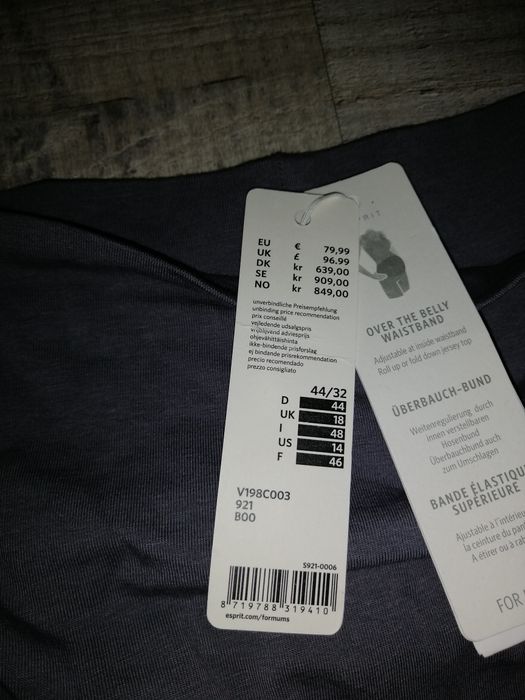 EU € 79,99
UK £ 96.99
DK kr 639,00
SE kr 909,00
NO kr 849,00
unverbindliche Preisempfehlung
unbinding price recommendation
prix conseillé
vejledende udsalgspris
vrijblijvend adviesprijs
ohjevähittäishinta
ikke-bindende prisforslag
ej bindande prisrekommendation
precio recomendado
prezzo consigliato
44/32
D 44
UK 18
I 48
US 14
F 46
V198C003
921
B00
S921-0006
8 719788 319410
esprit.com/formums
RIT
OVER THE BELLY
WAISTBAND
Adjustable at inside waistband
Roll up or fold down jersey top
ÜBERBAUCH-BUND
Weitenregulierung durch
innen verstellbaren
Hosenbund
Überbauchbund auch
zum Umschlagen
BANDE ÉLASTIQU
SUPÉRIEURE
Ajustable à l'intérieu
la ceinture du pan
A étirer ou à rab
FOR